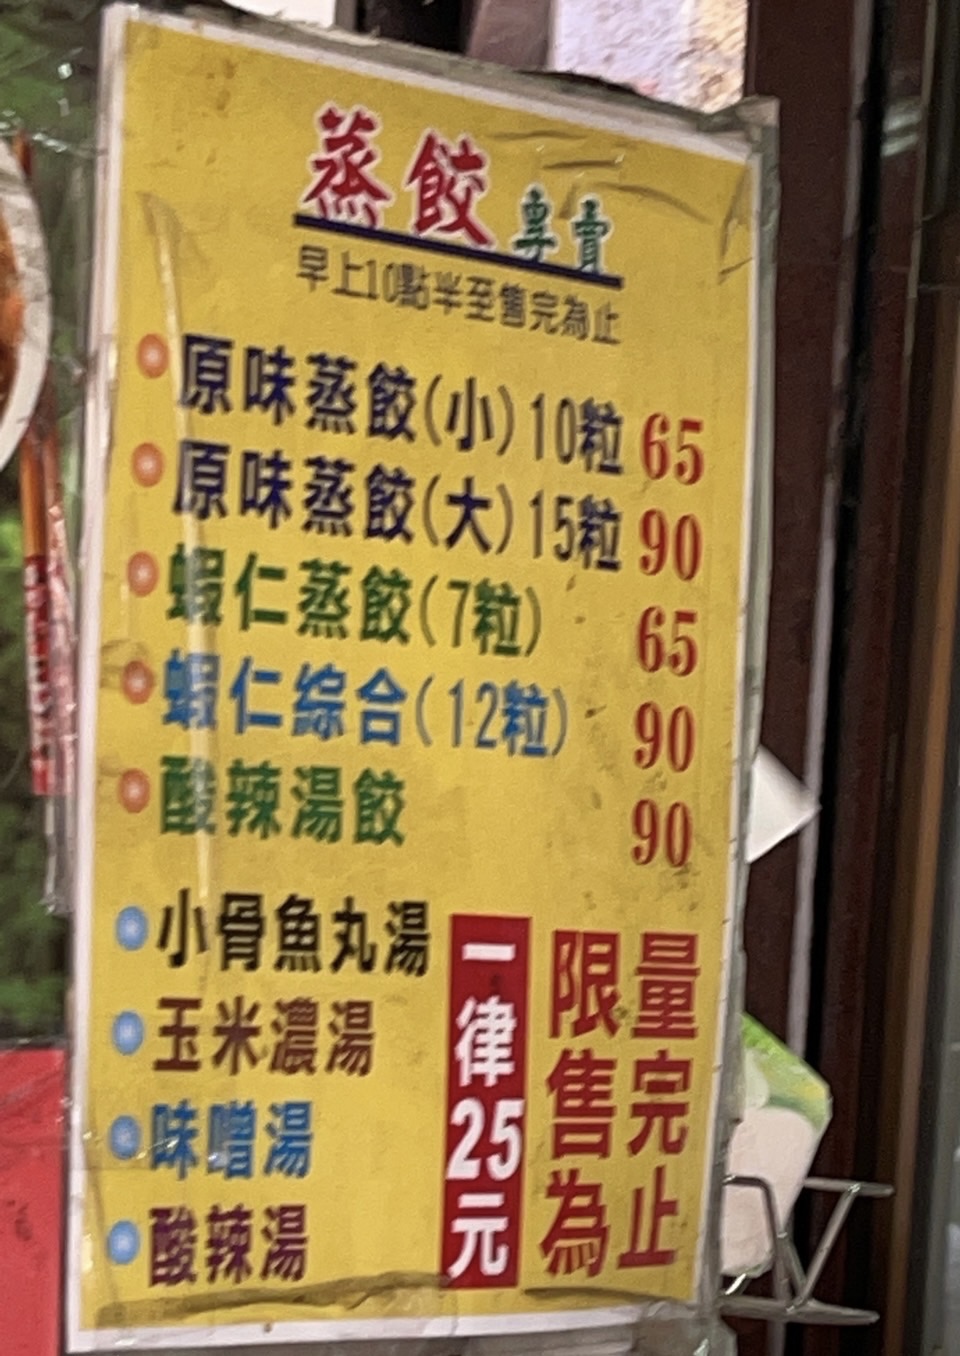 蒸餃專賣
早上10點半至售完為止
原味蒸餃(小)10粒 65
原味蒸餃(大)15粒 90
蝦仁蒸餃(7粒) 65
蝦仁綜合(12粒) 90
酸辣湯餃 90
小骨魚丸湯
玉米濃湯
味噌湯
酸辣湯
一律25元
限量
售完
為止